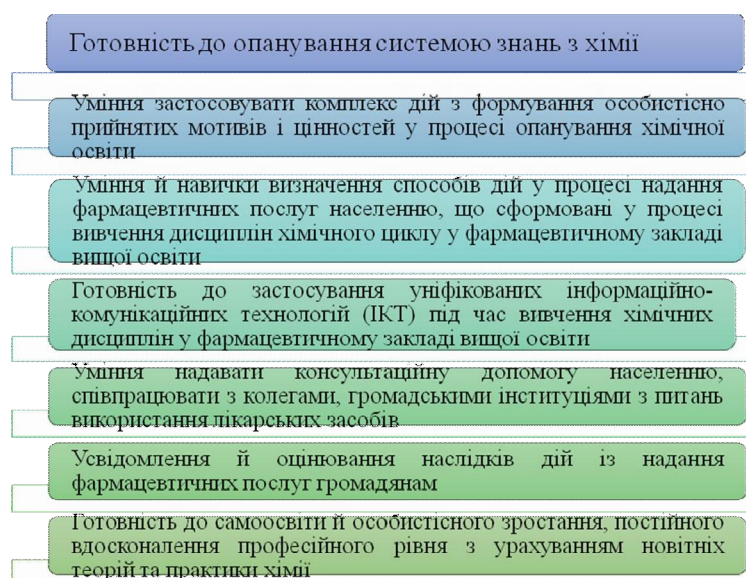 Готовність до опанування системою знань з хімії
Уміння застосовувати комплекс дій з формування особистісно
прийнятих мотивів і цінностей у процесі опанування хімічної
освіти
Уміння й навички визначення способів дій у процесі надання
фармацевтичних послуг населенню, що сформовані у процесі
вивчення дисциплін хімічного циклу у фармацевтичному закладі
вищої освіти
Готовність до застосування уніфікованих інформаційно-
комунікаційних технологій (ІКТ) під час вивчення хімічних
дисциплін у фармацевтичному закладі вищої освіти
Уміння надавати консультаційну допомогу населенню,
співпрацювати з колегами, громадськими інституціями з питань
використання лікарських засобів
Усвідомлення й оцінювання наслідків дій із надання
фармацевтичних послуг громадянам
Готовність до самоосвіти й особистісного зростання, постійного
вдосконалення професійного рівня з урахуванням новітніх
теорій та практики хімії